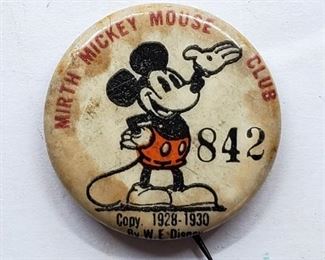 MIRTH MICKEY MOUSE CLUB
842
Copy. 1928-1930
By W. E. Disney